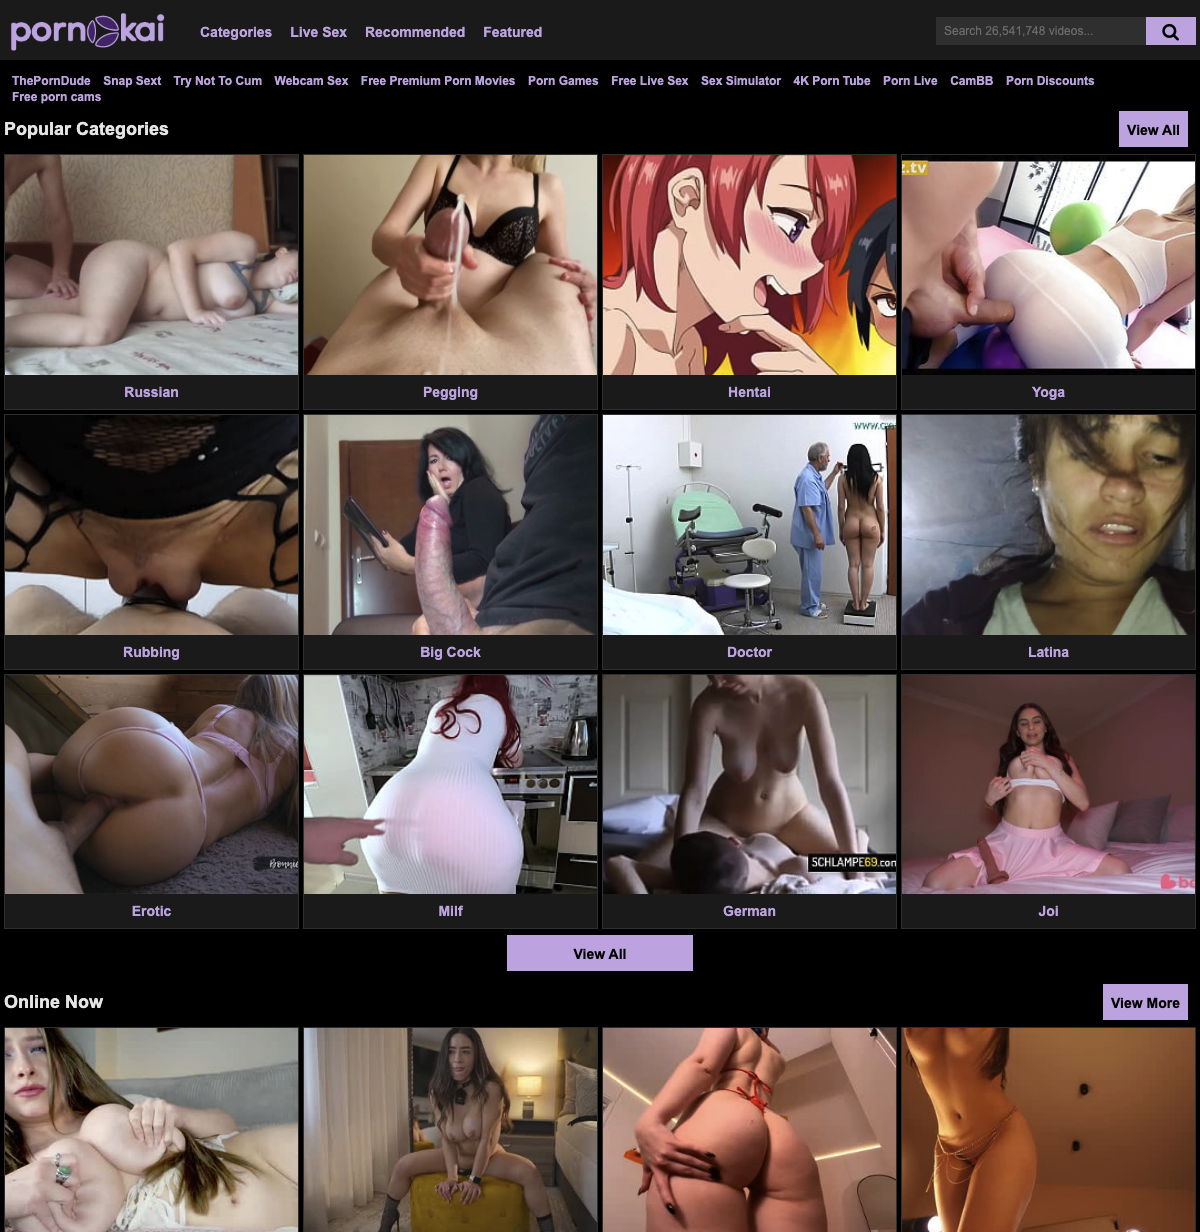 pornkai
Categories Live Sex Recommended Featured
Search 26,541,748 videos...
ThePornDude Snap Sext Try Not To Cum Webcam Sex Free Premium Porn Movies Porn Games Free Live Sex Sex Simulator 4K Porn Tube Porn Live CamBB Porn Discounts
Free porn cams
Popular Categories
View All
z.tv
Russian
Pegging
Hentai
Yoga
Rubbing
Big Cock
Doctor
Latina
SCHLAMPE69.com
Erotic
Milf
German
Joi
View All
Online Now
View More